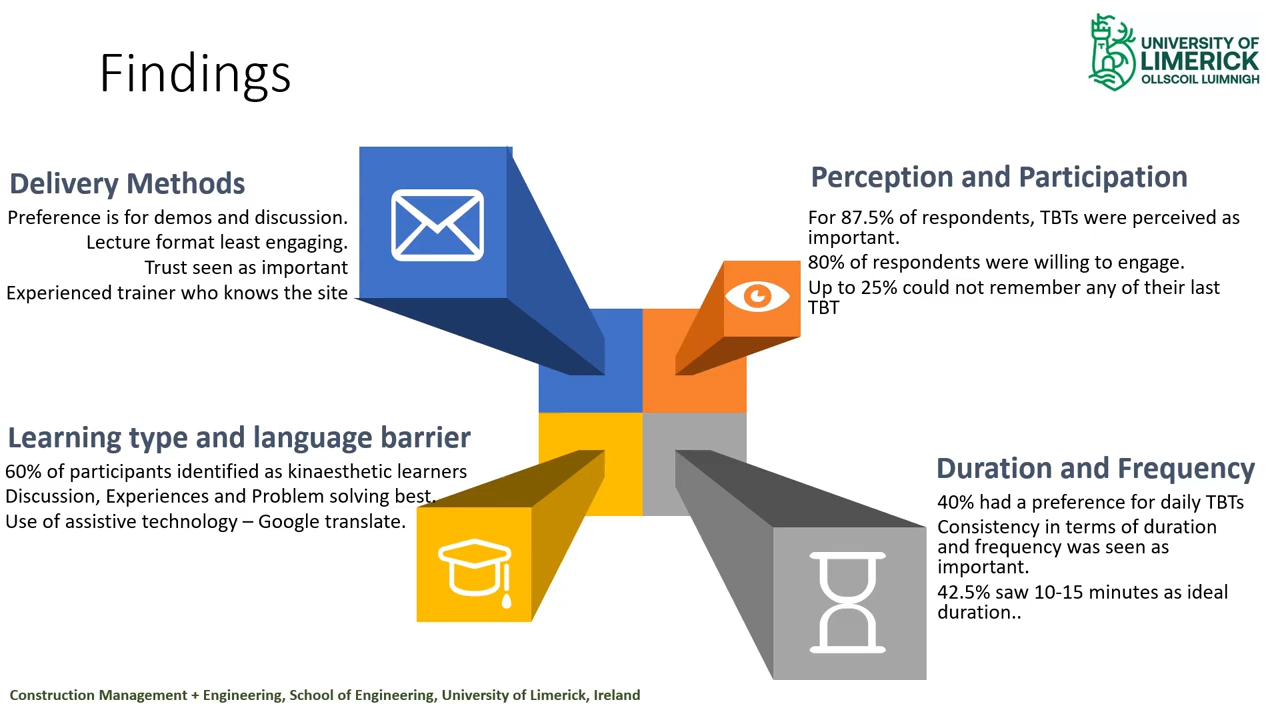 Findings
UNIVERSITY OF
LIMERICK
OLLSCOIL LUIMNIGH
Delivery Methods
Preference is for demos and discussion.
Lecture format least engaging.
Trust seen as important
Experienced trainer who knows the site
Perception and Participation
For 87.5% of respondents, TBTs were perceived as
important.
80% of respondents were willing to engage.
Up to 25% could not remember any of their last
TBT
Learning type and language barrier
60% of participants identified as kinaesthetic learners
Discussion, Experiences and Problem solving best.
Use of assistive technology – Google translate.
Duration and Frequency
40% had a preference for daily TBTs
Consistency in terms of duration
and frequency was seen as
important.
42.5% saw 10-15 minutes as ideal
duration..
Construction Management + Engineering, School of Engineering, University of Limerick, Ireland